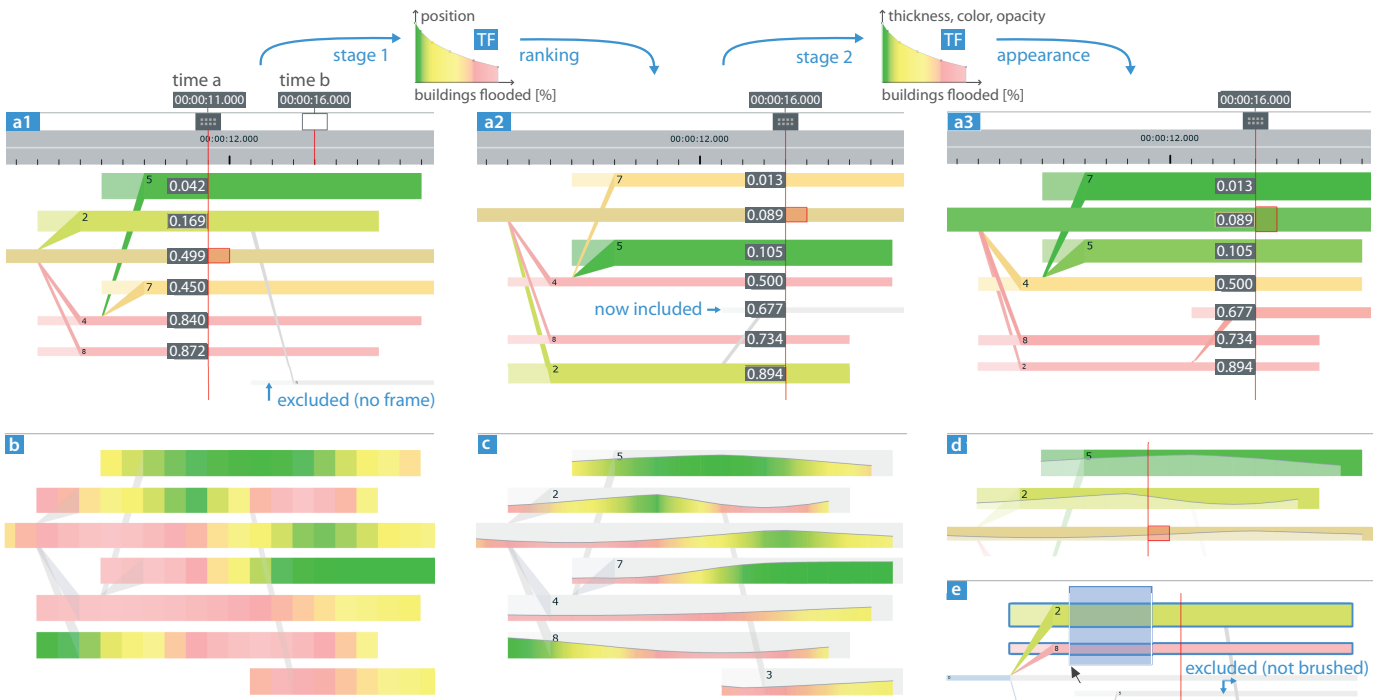 position
TF
stage 1
ranking
buildings flooded [%]
thickness, color, opacity
TF
stage 2
appearance
buildings flooded [%]
time a
time b
00:00:11.000
00:00:16.000
00:00:16.000
00:00:16.000
a1
00:00:12.000
5
0.042
2
0.169
0.499
0.450
7
4
0.840
8
0.872
excluded (no frame)
a2
00:00:12.000
7
0.013
0.089
5
0.105
4
0.500
now included
0.677
8
0.734
2
0.894
a3
00:00:12.000
7
0.013
0.089
5
0.105
4
0.500
0.677
8
0.734
2
0.894
b
c
5
2
7
4
8
3
d
5
2
e
2
8
excluded (not brushed)